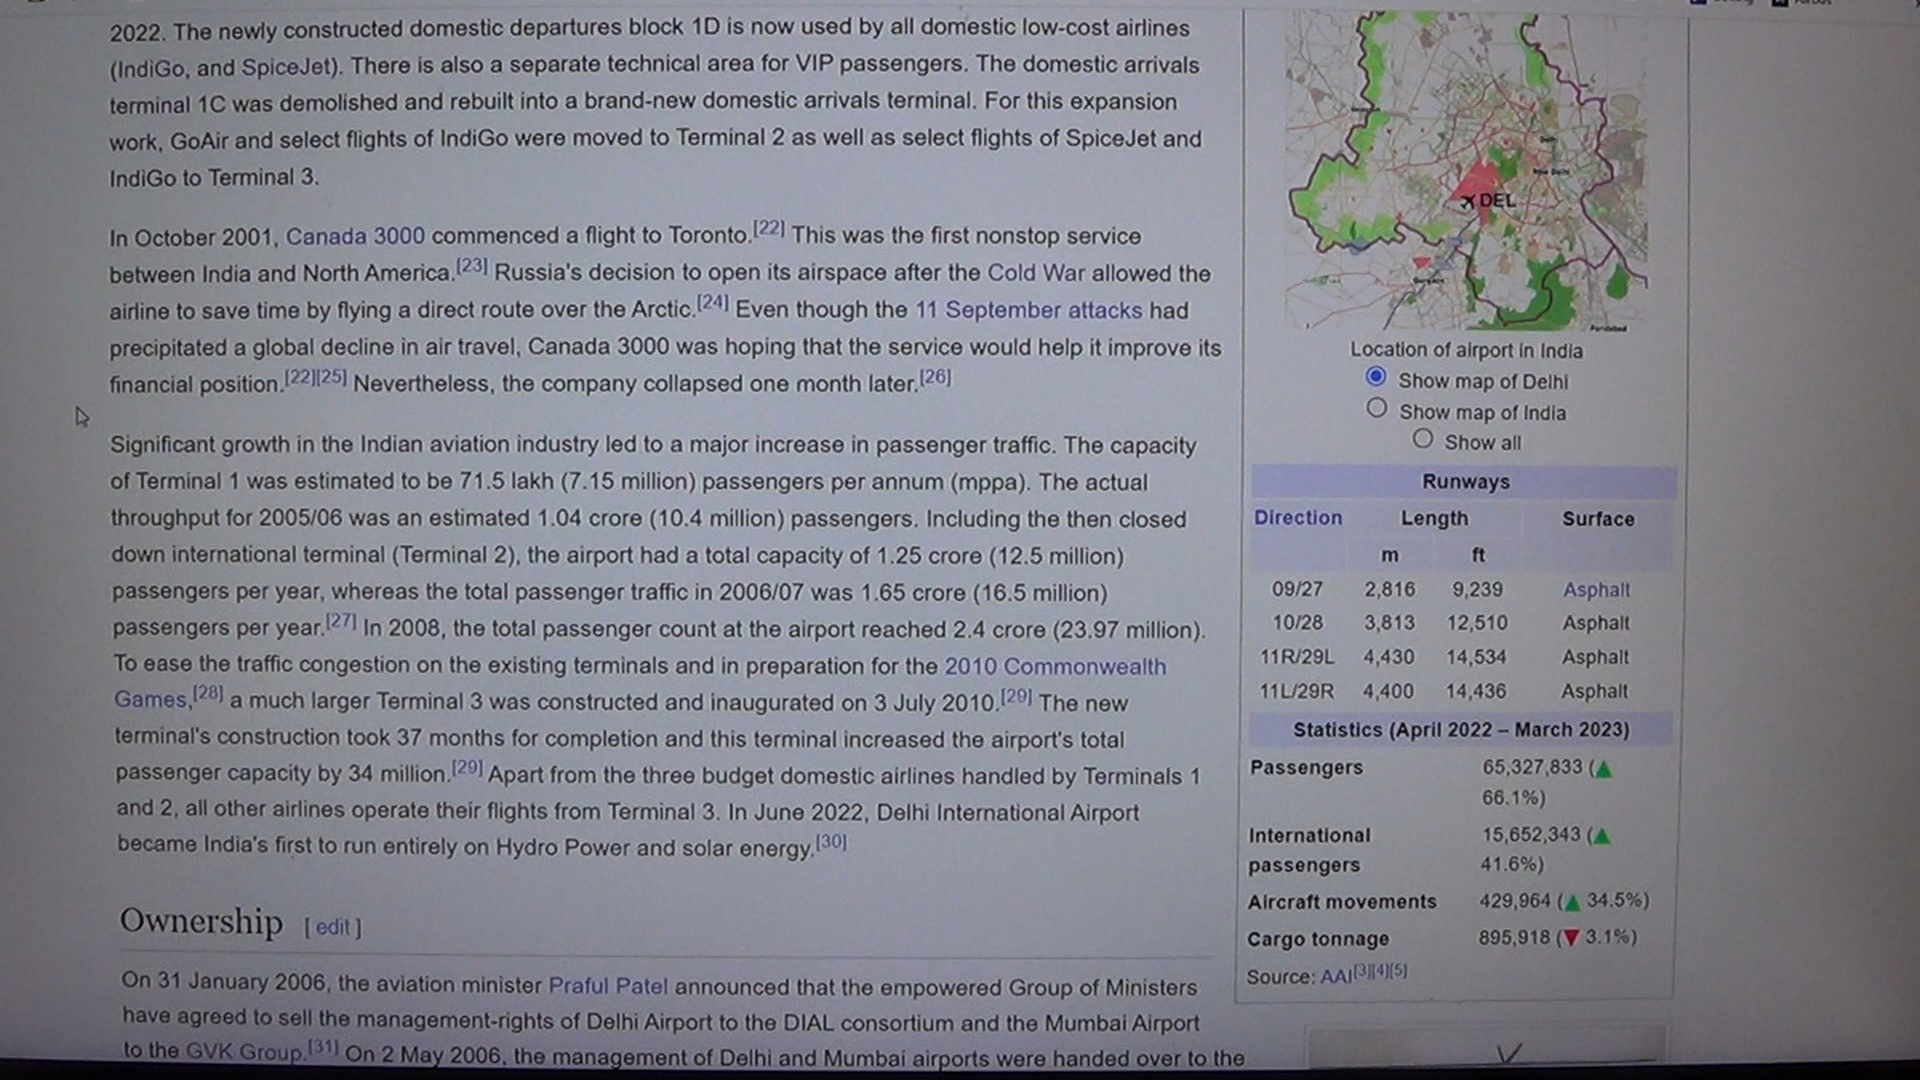 2022. The newly constructed domestic departures block 1D is now used by all domestic low-cost airlines
(IndiGo, and SpiceJet). There is also a separate technical area for VIP passengers. The domestic arrivals
terminal 1C was demolished and rebuilt into a brand-new domestic arrivals terminal. For this expansion
work, GoAir and select flights of IndiGo were moved to Terminal 2 as well as select flights of SpiceJet and
IndiGo to Terminal 3.
In October 2001, Canada 3000 commenced a flight to Toronto.[22] This was the first nonstop service
between India and North America.[23] Russia's decision to open its airspace after the Cold War allowed the
airline to save time by flying a direct route over the Arctic.[24] Even though the 11 September attacks had
precipitated a global decline in air travel, Canada 3000 was hoping that the service would help it improve its
financial position.[22][25] Nevertheless, the company collapsed one month later.[26]
Significant growth in the Indian aviation industry led to a major increase in passenger traffic. The capacity
of Terminal 1 was estimated to be 71.5 lakh (7.15 million) passengers per annum (mppa). The actual
throughput for 2005/06 was an estimated 1.04 crore (10.4 million) passengers. Including the then closed
down international terminal (Terminal 2), the airport had a total capacity of 1.25 crore (12.5 million)
passengers per year, whereas the total passenger traffic in 2006/07 was 1.65 crore (16.5 million)
passengers per year.[27] In 2008, the total passenger count at the airport reached 2.4 crore (23.97 million).
To ease the traffic congestion on the existing terminals and in preparation for the 2010 Commonwealth
Games,[28] a much larger Terminal 3 was constructed and inaugurated on 3 July 2010.[29] The new
terminal's construction took 37 months for completion and this terminal increased the airport's total
passenger capacity by 34 million.[29] Apart from the three budget domestic airlines handled by Terminals 1
and 2, all other airlines operate their flights from Terminal 3. In June 2022, Delhi International Airport
became India's first to run entirely on Hydro Power and solar energy.[30]
Ownership [ edit ]
On 31 January 2006, the aviation minister Praful Patel announced that the empowered Group of Ministers
have agreed to sell the management-rights of Delhi Airport to the DIAL consortium and the Mumbai Airport
to the GVK Group.[31] On 2 May 2006, the management of Delhi and Mumbai airports were handed over to the
Delhi
New Delhi
DEL
Gurgaon
Faridabad
Location of airport in India
Show map of Delhi
Show map of India
Show all
Runways
Direction Length Surface
m ft
09/27 2,816 9,239 Asphalt
10/28 3,813 12,510 Asphalt
11R/29L 4,430 14,534 Asphalt
11L/29R 4,400 14,436 Asphalt
Statistics (April 2022 – March 2023)
Passengers 65,327,833 (▲
66.1%)
International 15,652,343 (▲
passengers 41.6%)
Aircraft movements 429,964 (▲ 34.5%)
Cargo tonnage 895,918 (▼ 3.1%)
Source: AAI[3][4][5]